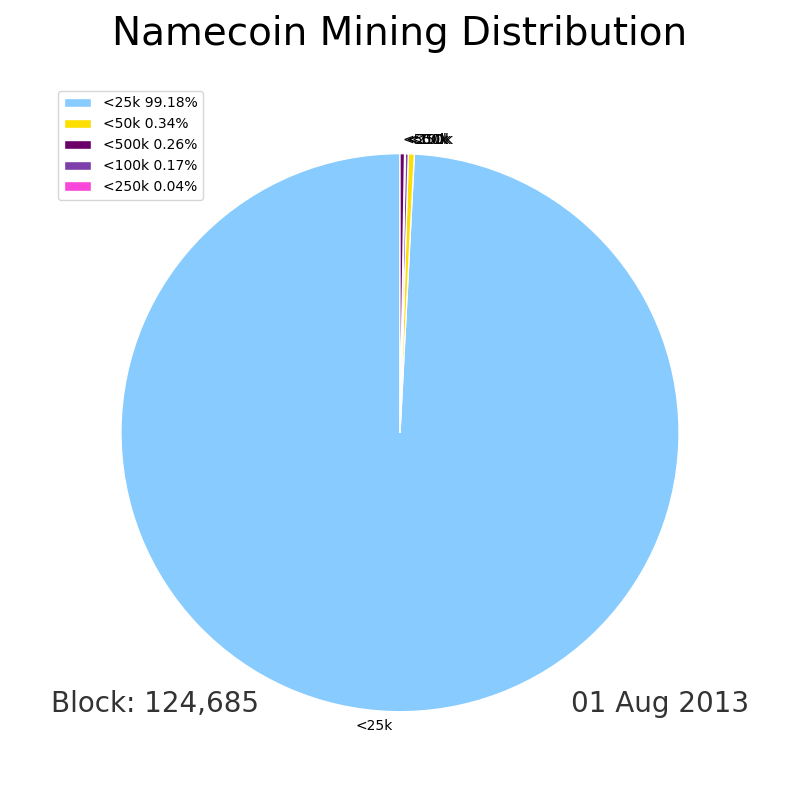 Namecoin Mining Distribution
<25k 99.18%
<50k 0.34%
<500k 0.26%
<100k 0.17%
<250k 0.04%
Block: 124,685
01 Aug 2013
<25k